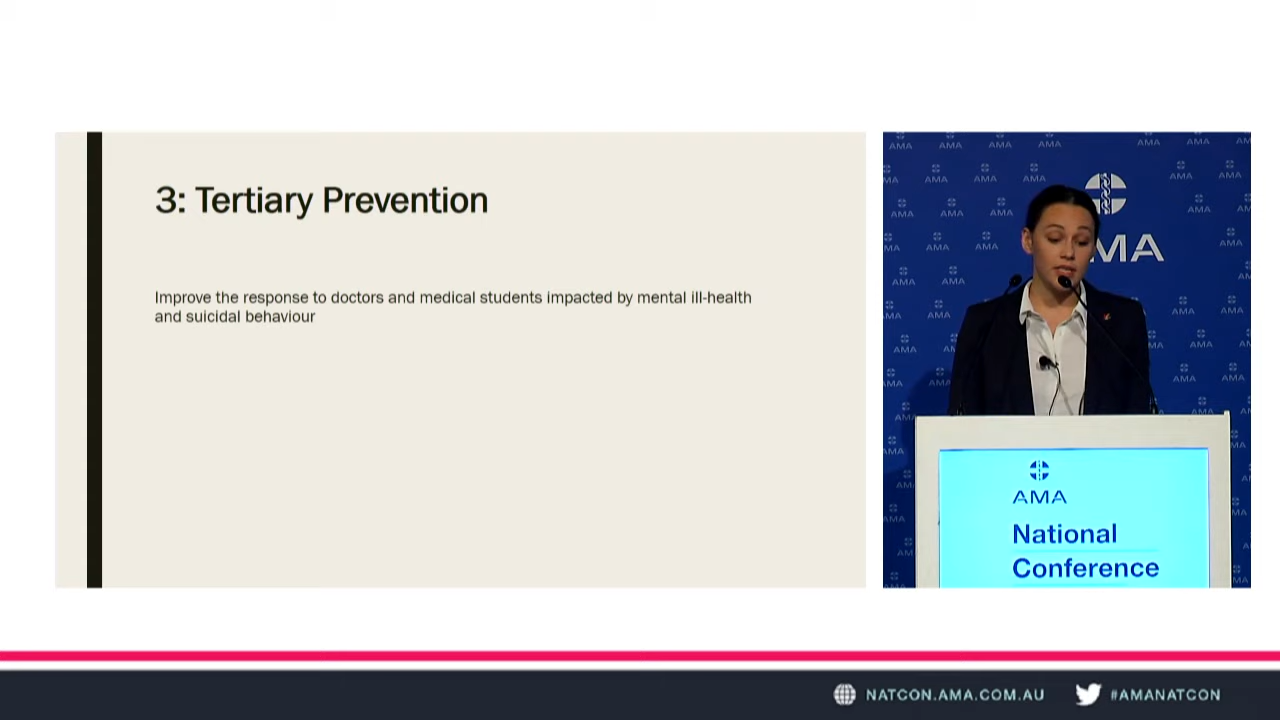 3: Tertiary Prevention
Improve the response to doctors and medical students impacted by mental ill-health
and suicidal behaviour
AMA
AMA
National
Conference
NATCON.AMA.COM.AU
#AMANATCON